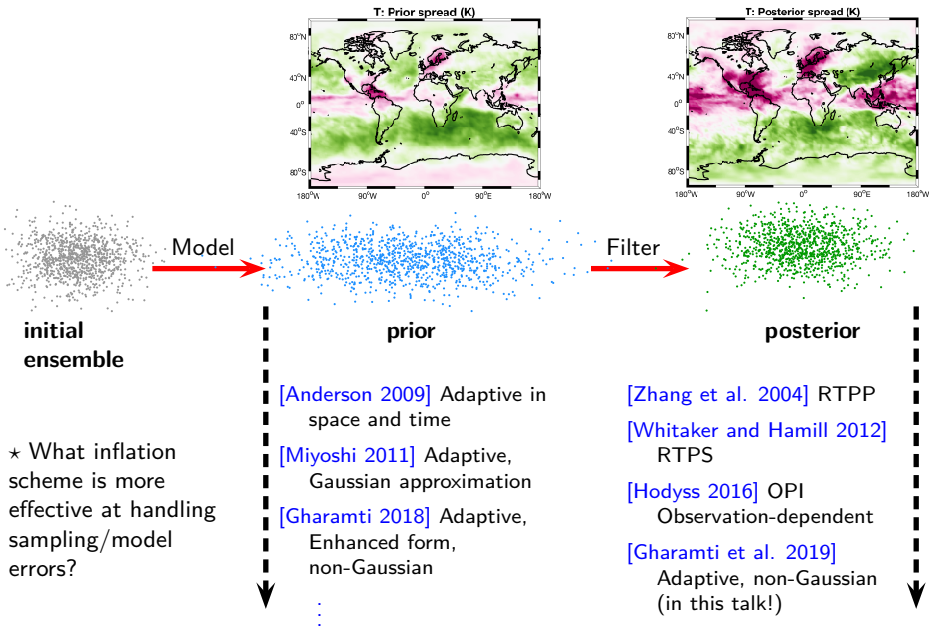 T: Prior spread (K)
80°N
40°N
0°
40°S
80°S
180°W
90°W
0°
90°E
180°W
T: Posterior spread (K)
80°N
40°N
0°
40°S
80°S
180°W
90°W
0°
90°E
180°W
Model
Filter
initial
ensemble
prior
posterior
⋆ What inflation
scheme is more
effective at handling
sampling/model
errors?
[Anderson 2009] Adaptive in
space and time
[Miyoshi 2011] Adaptive,
Gaussian approximation
[Gharamti 2018] Adaptive,
Enhanced form,
non-Gaussian
⋮
[Zhang et al. 2004] RTPP
[Whitaker and Hamill 2012]
RTPS
[Hodyss 2016] OPI
Observation-dependent
[Gharamti et al. 2019]
Adaptive, non-Gaussian
(in this talk!)